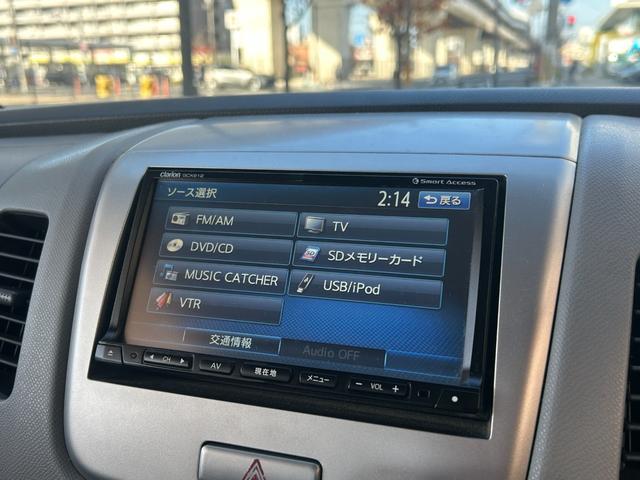 clarion GCX612
Smart Access
ソース選択
2:14
戻る
FM/AM
TV
DVD/CD
SDメモリーカード
MUSIC CATCHER
USB/iPod
VTR
交通情報
Audio OFF
CH
AV
現在地
メニュー
− VOL +